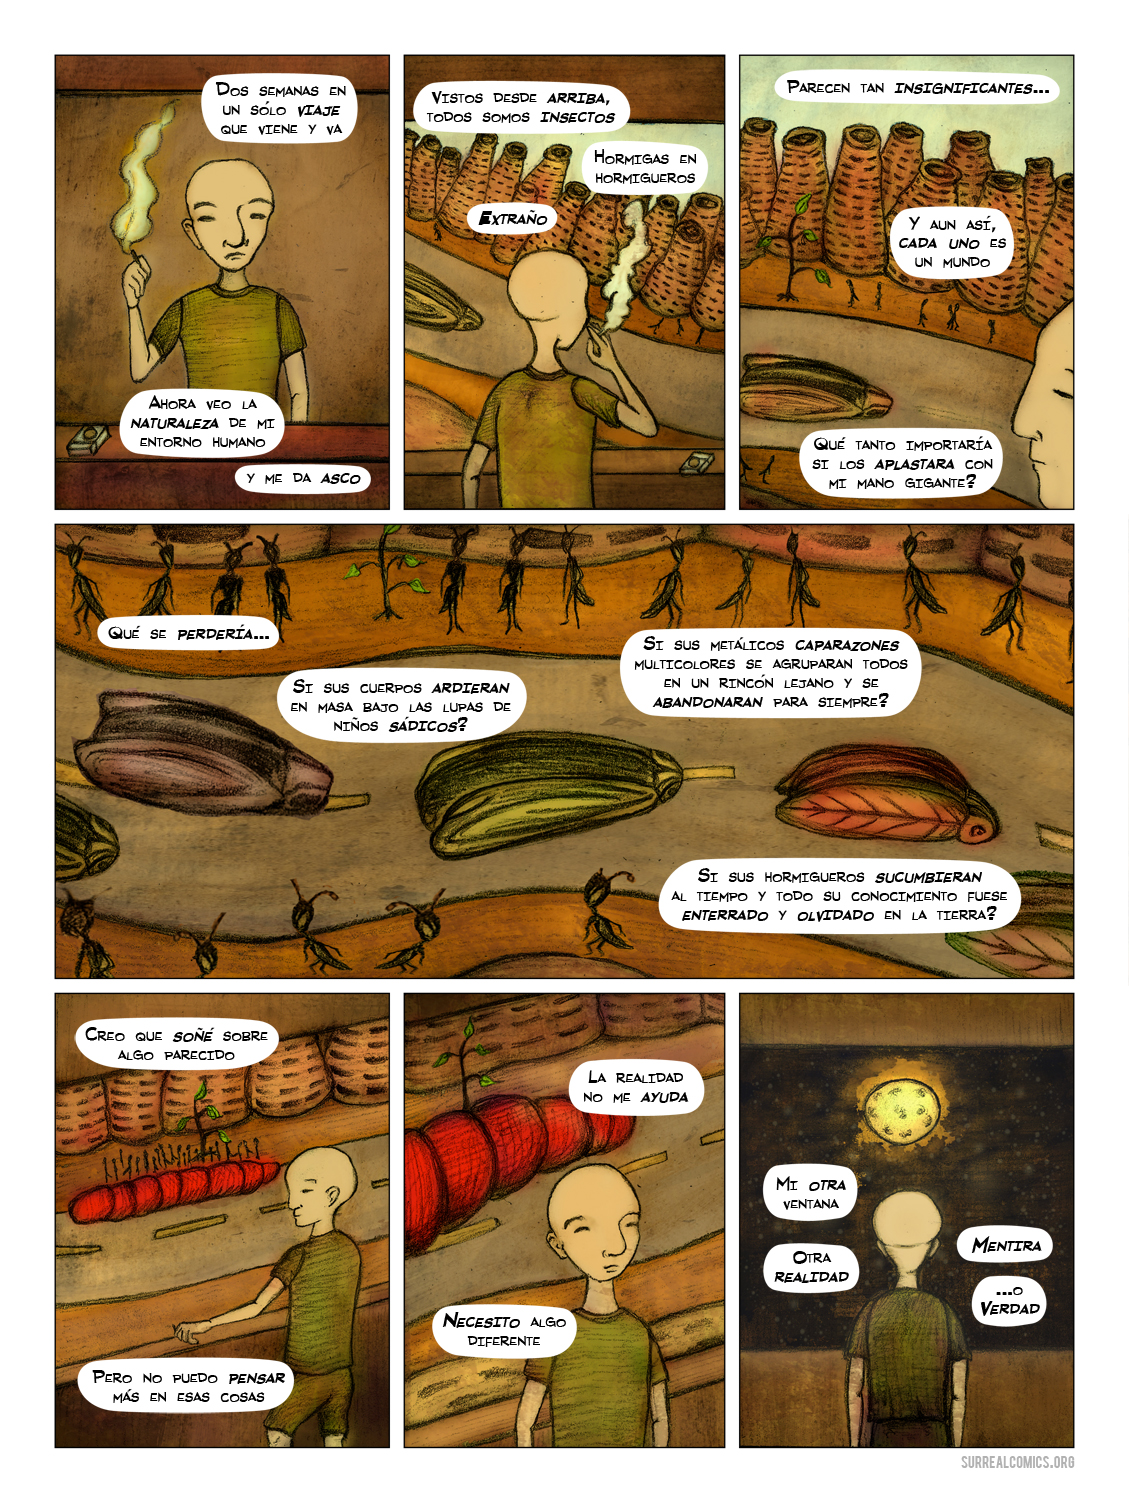 Dos semanas en
un sólo viaje
que viene y va
Ahora veo la
naturaleza de mi
entorno humano
y me da asco
Vistos desde arriba,
todos somos insectos
Hormigas en
hormigueros
Extraño
Parecen tan insignificantes...
Y aun así,
cada uno es
un mundo
Qué tanto importaría
si los aplastara con
mi mano gigante?
Qué se perdería...
Si sus cuerpos ardieran
en masa bajo las lupas de
niños sádicos?
Si sus metálicos caparazones
multicolores se agruparan todos
en un rincón lejano y se
abandonaran para siempre?
Si sus hormigueros sucumbieran
al tiempo y todo su conocimiento fuese
enterrado y olvidado en la tierra?
Creo que soñé sobre
algo parecido
Pero no puedo pensar
más en esas cosas
La realidad
no me ayuda
Necesito algo
diferente
Mi otra
ventana
Otra
realidad
Mentira
...o
Verdad
SURREALCOMICS.ORG